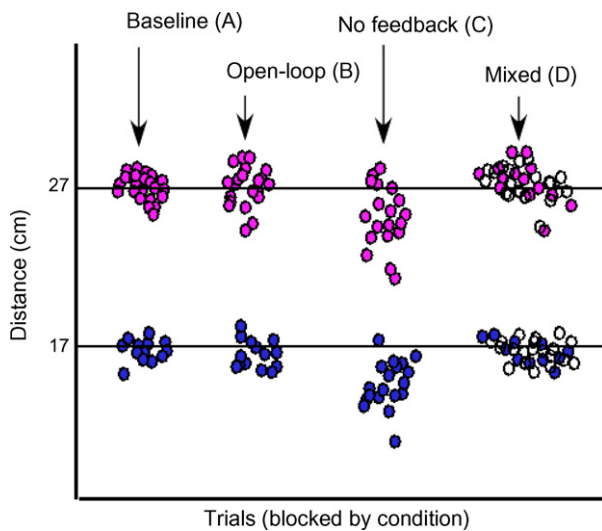 Baseline (A)
No feedback (C)
Open-loop (B)
Mixed (D)
27
17
Distance (cm)
Trials (blocked by condition)